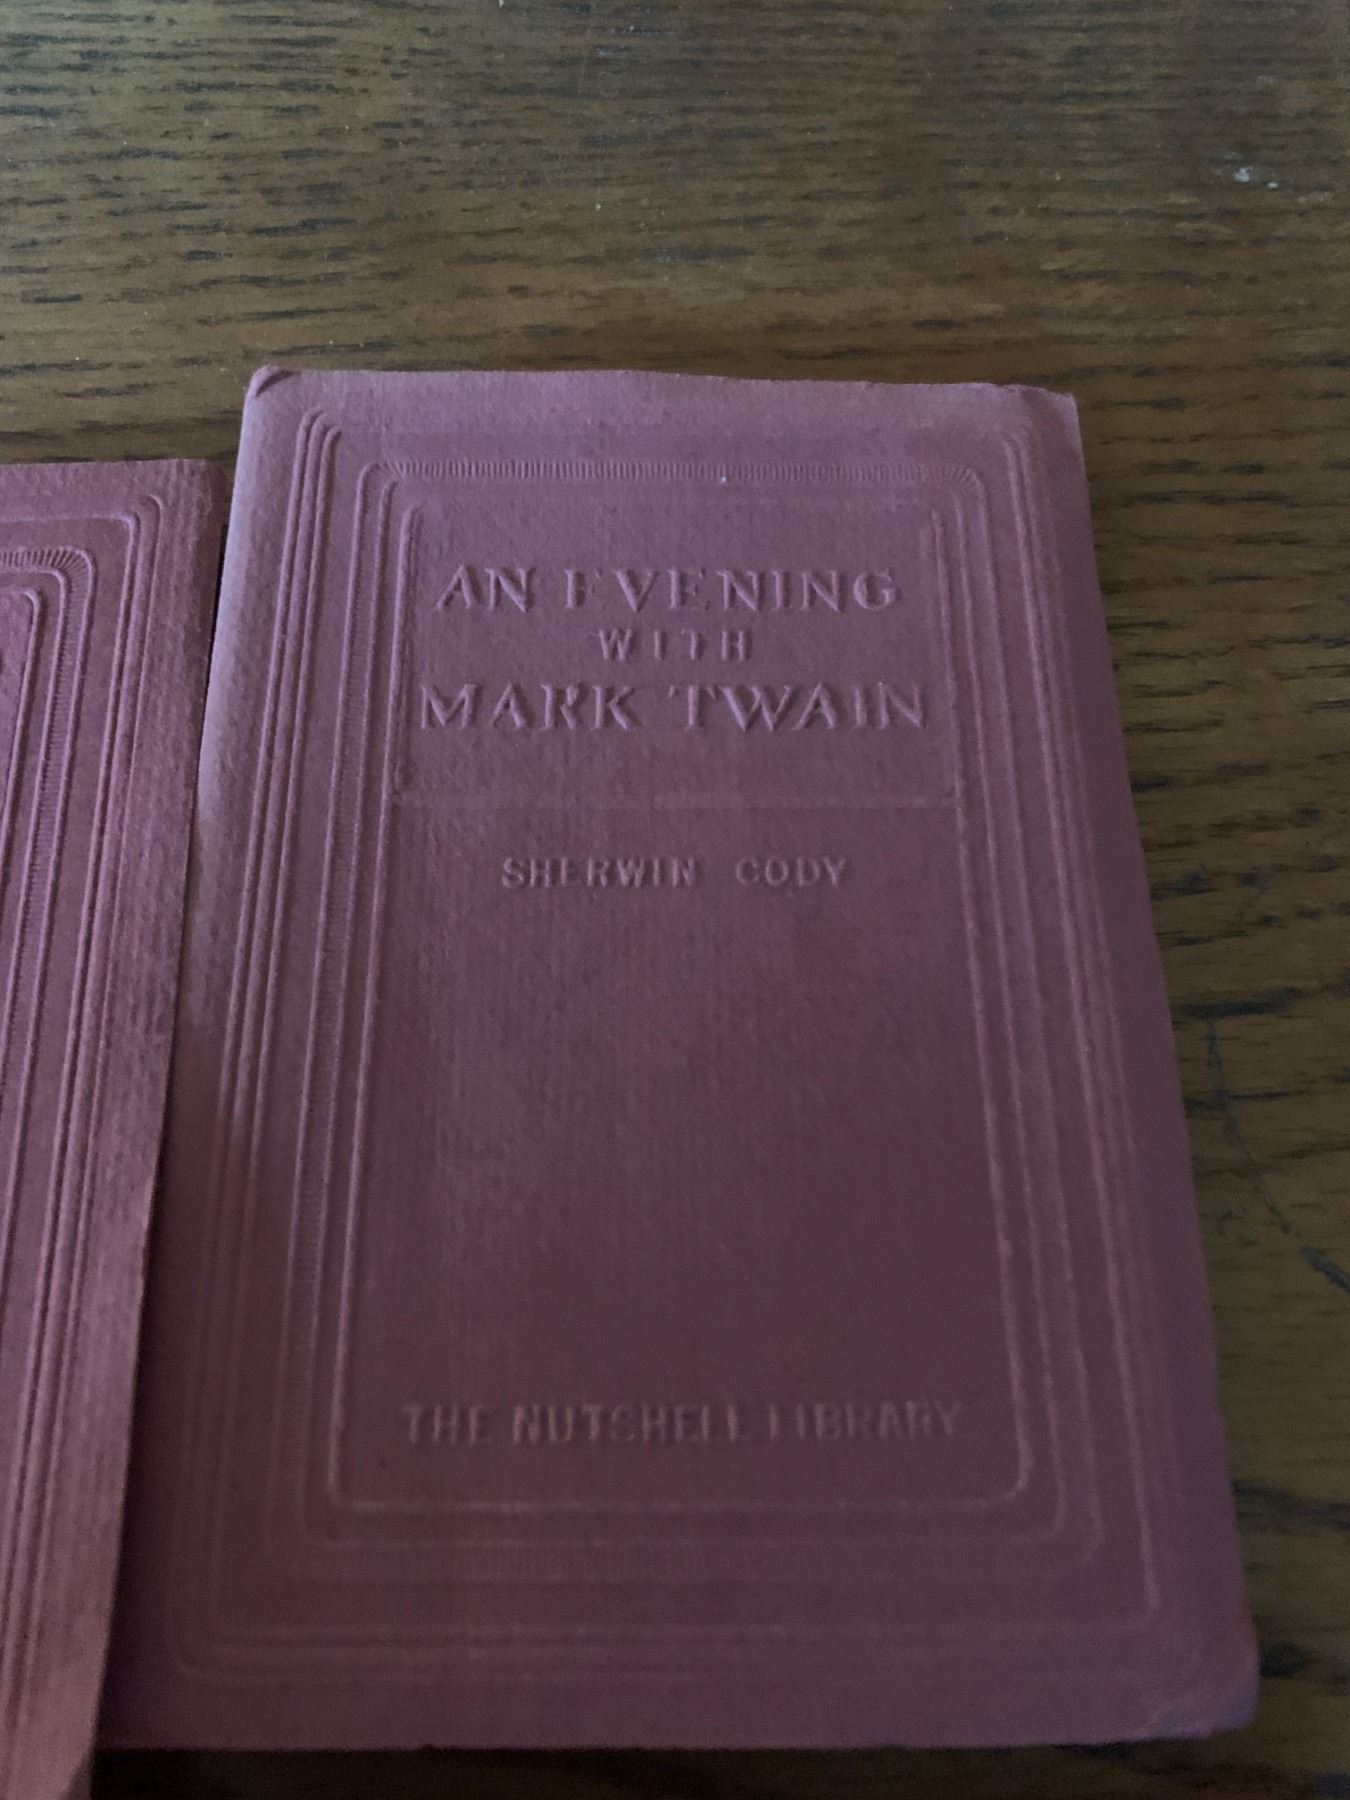 AN EVENING
WITH
MARK TWAIN
SHERWIN CODY
THE NUTSHELL LIBRARY